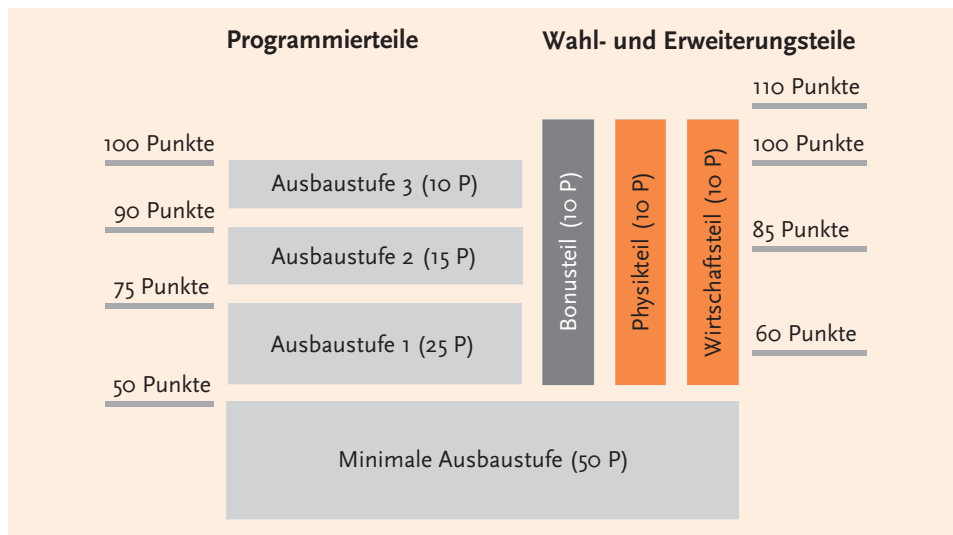 Programmierteile
Wahl- und Erweiterungsteile
110 Punkte
100 Punkte
100 Punkte
Ausbaustufe 3 (10 P)
90 Punkte
85 Punkte
Ausbaustufe 2 (15 P)
75 Punkte
Bonusteil (10 P)
Physikteil (10 P)
Wirtschaftsteil (10 P)
60 Punkte
Ausbaustufe 1 (25 P)
50 Punkte
Minimale Ausbaustufe (50 P)